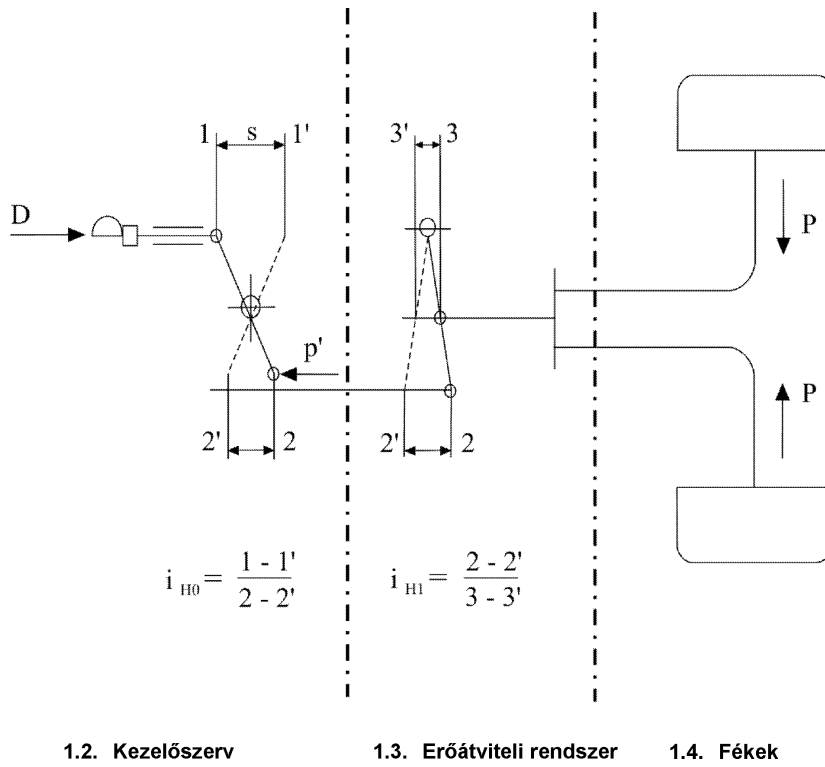 1 s 1' 3' 3
D
P
p'
P
2' 2 2' 2
i H0 = 1 - 1' / 2 - 2' i H1 = 2 - 2' / 3 - 3'
1.2. Kezelőszerv 1.3. Erőátviteli rendszer 1.4. Fékek